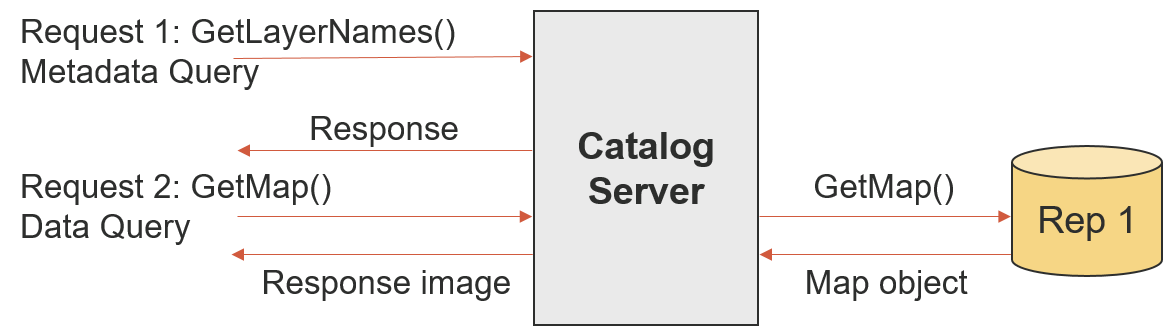 Request 1: GetLayerNames()
Metadata Query
Response
Request 2: GetMap()
Data Query
Response image
Catalog
Server
GetMap()
Map object
Rep 1